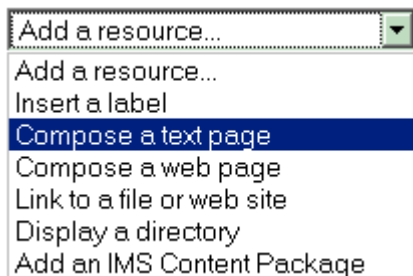 Add a resource...
Add a resource...
Insert a label
Compose a text page
Compose a web page
Link to a file or web site
Display a directory
Add an IMS Content Package